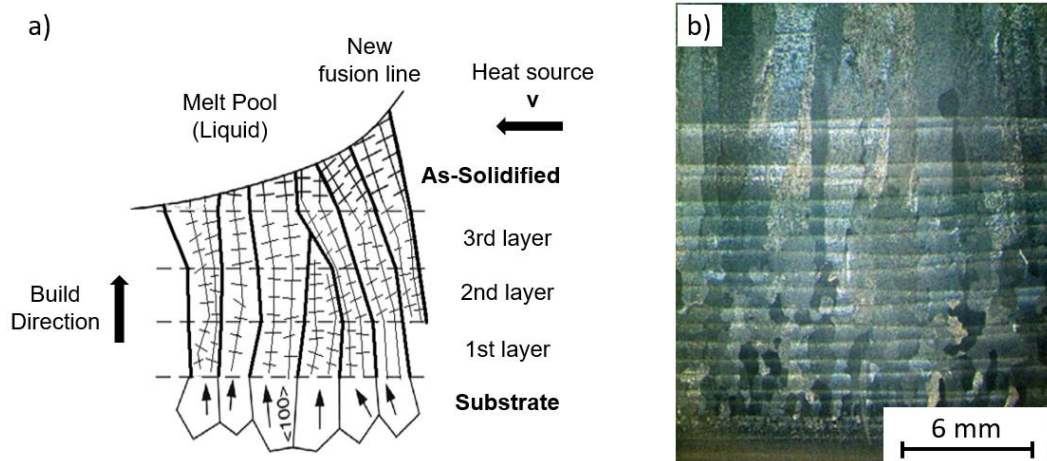 a)
New
fusion line
Heat source
v
Melt Pool
(Liquid)
As-Solidified
3rd layer
Build
Direction
2nd layer
1st layer
<100>
Substrate
b)
6 mm